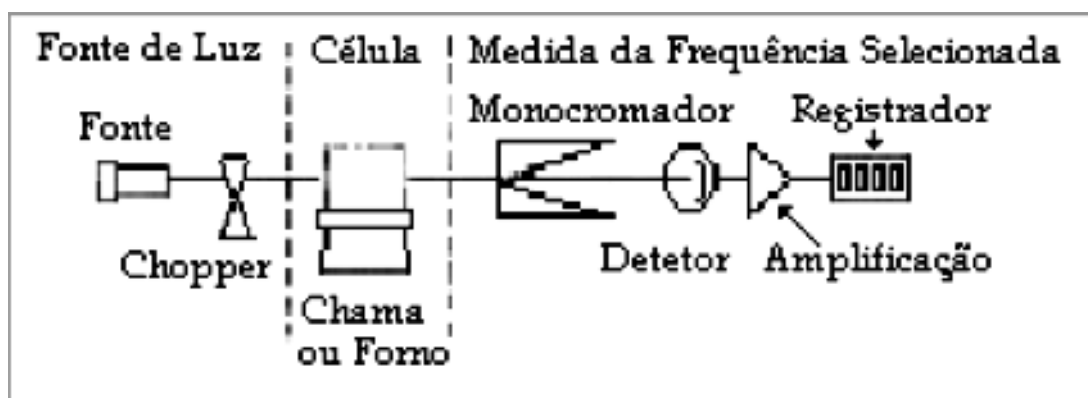 Fonte de Luz
Célula
Medida da Frequência Selecionada
Monocromador
Registrador
Fonte
Chopper
Detetor
Amplificação
Chama
ou Forno